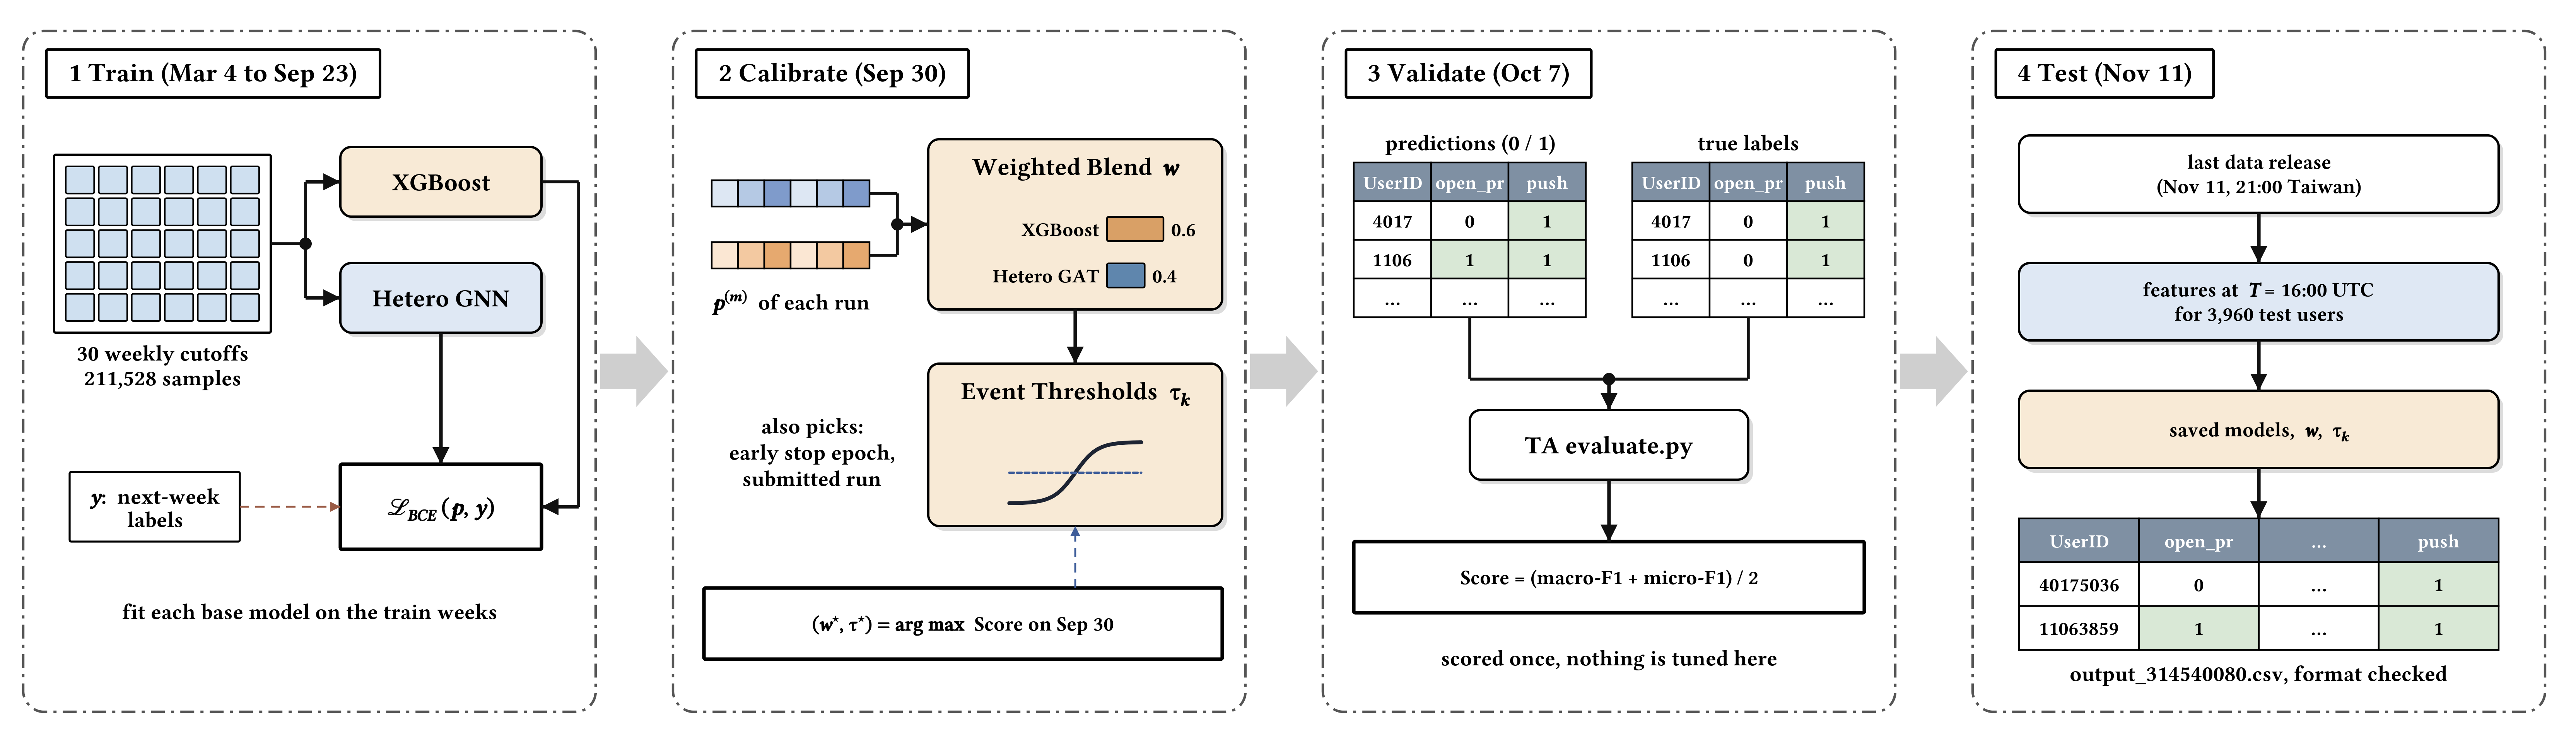 1 Train (Mar 4 to Sep 23)
XGBoost
Hetero GNN
30 weekly cutoffs
211,528 samples
y: next-week
labels
ℒ_BCE (p, y)
fit each base model on the train weeks
2 Calibrate (Sep 30)
Weighted Blend w
XGBoost 0.6
Hetero GAT 0.4
p^(m) of each run
Event Thresholds τ_k
also picks:
early stop epoch,
submitted run
(w*, τ*) = arg max Score on Sep 30
3 Validate (Oct 7)
predictions (0 / 1)
UserID open_pr push
4017 0 1
1106 1 1
... ... ...
true labels
UserID open_pr push
4017 0 1
1106 0 1
... ... ...
TA evaluate.py
Score = (macro-F1 + micro-F1) / 2
scored once, nothing is tuned here
4 Test (Nov 11)
last data release
(Nov 11, 21:00 Taiwan)
features at T = 16:00 UTC
for 3,960 test users
saved models, w, τ_k
UserID open_pr ... push
40175036 0 ... 1
11063859 1 ... 1
output_314540080.csv, format checked